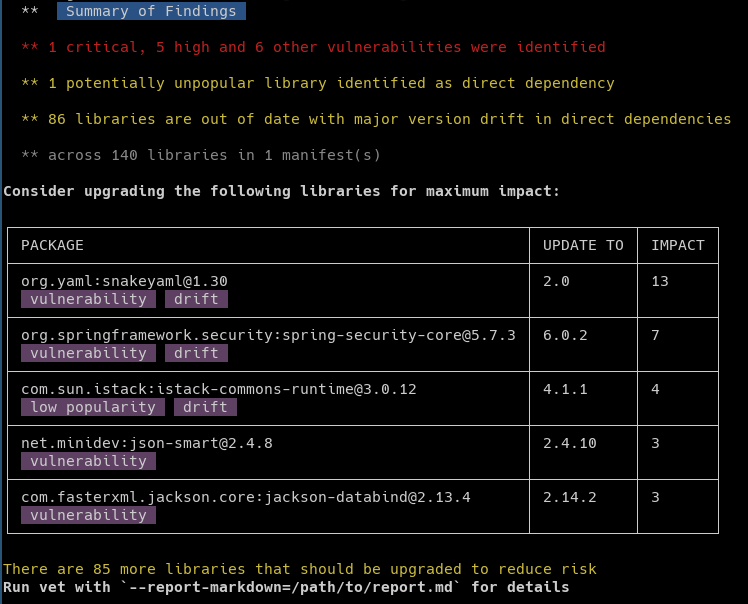 ** Summary of Findings
** 1 critical, 5 high and 6 other vulnerabilities were identified
** 1 potentially unpopular library identified as direct dependency
** 86 libraries are out of date with major version drift in direct dependencies
** across 140 libraries in 1 manifest(s)
Consider upgrading the following libraries for maximum impact:
PACKAGE UPDATE TO IMPACT
org.yaml:snakeyaml@1.30 2.0 13
vulnerability drift
org.springframework.security:spring-security-core@5.7.3 6.0.2 7
vulnerability drift
com.sun.istack:istack-commons-runtime@3.0.12 4.1.1 4
low popularity drift
net.minidev:json-smart@2.4.8 2.4.10 3
vulnerability
com.fasterxml.jackson.core:jackson-databind@2.13.4 2.14.2 3
vulnerability
There are 85 more libraries that should be upgraded to reduce risk
Run vet with `--report-markdown=/path/to/report.md` for details